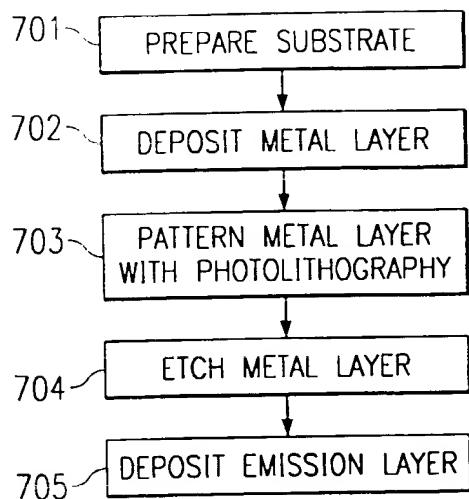 701
PREPARE SUBSTRATE
702
DEPOSIT METAL LAYER
703
PATTERN METAL LAYER
WITH PHOTOLITHOGRAPHY
704
ETCH METAL LAYER
705
DEPOSIT EMISSION LAYER